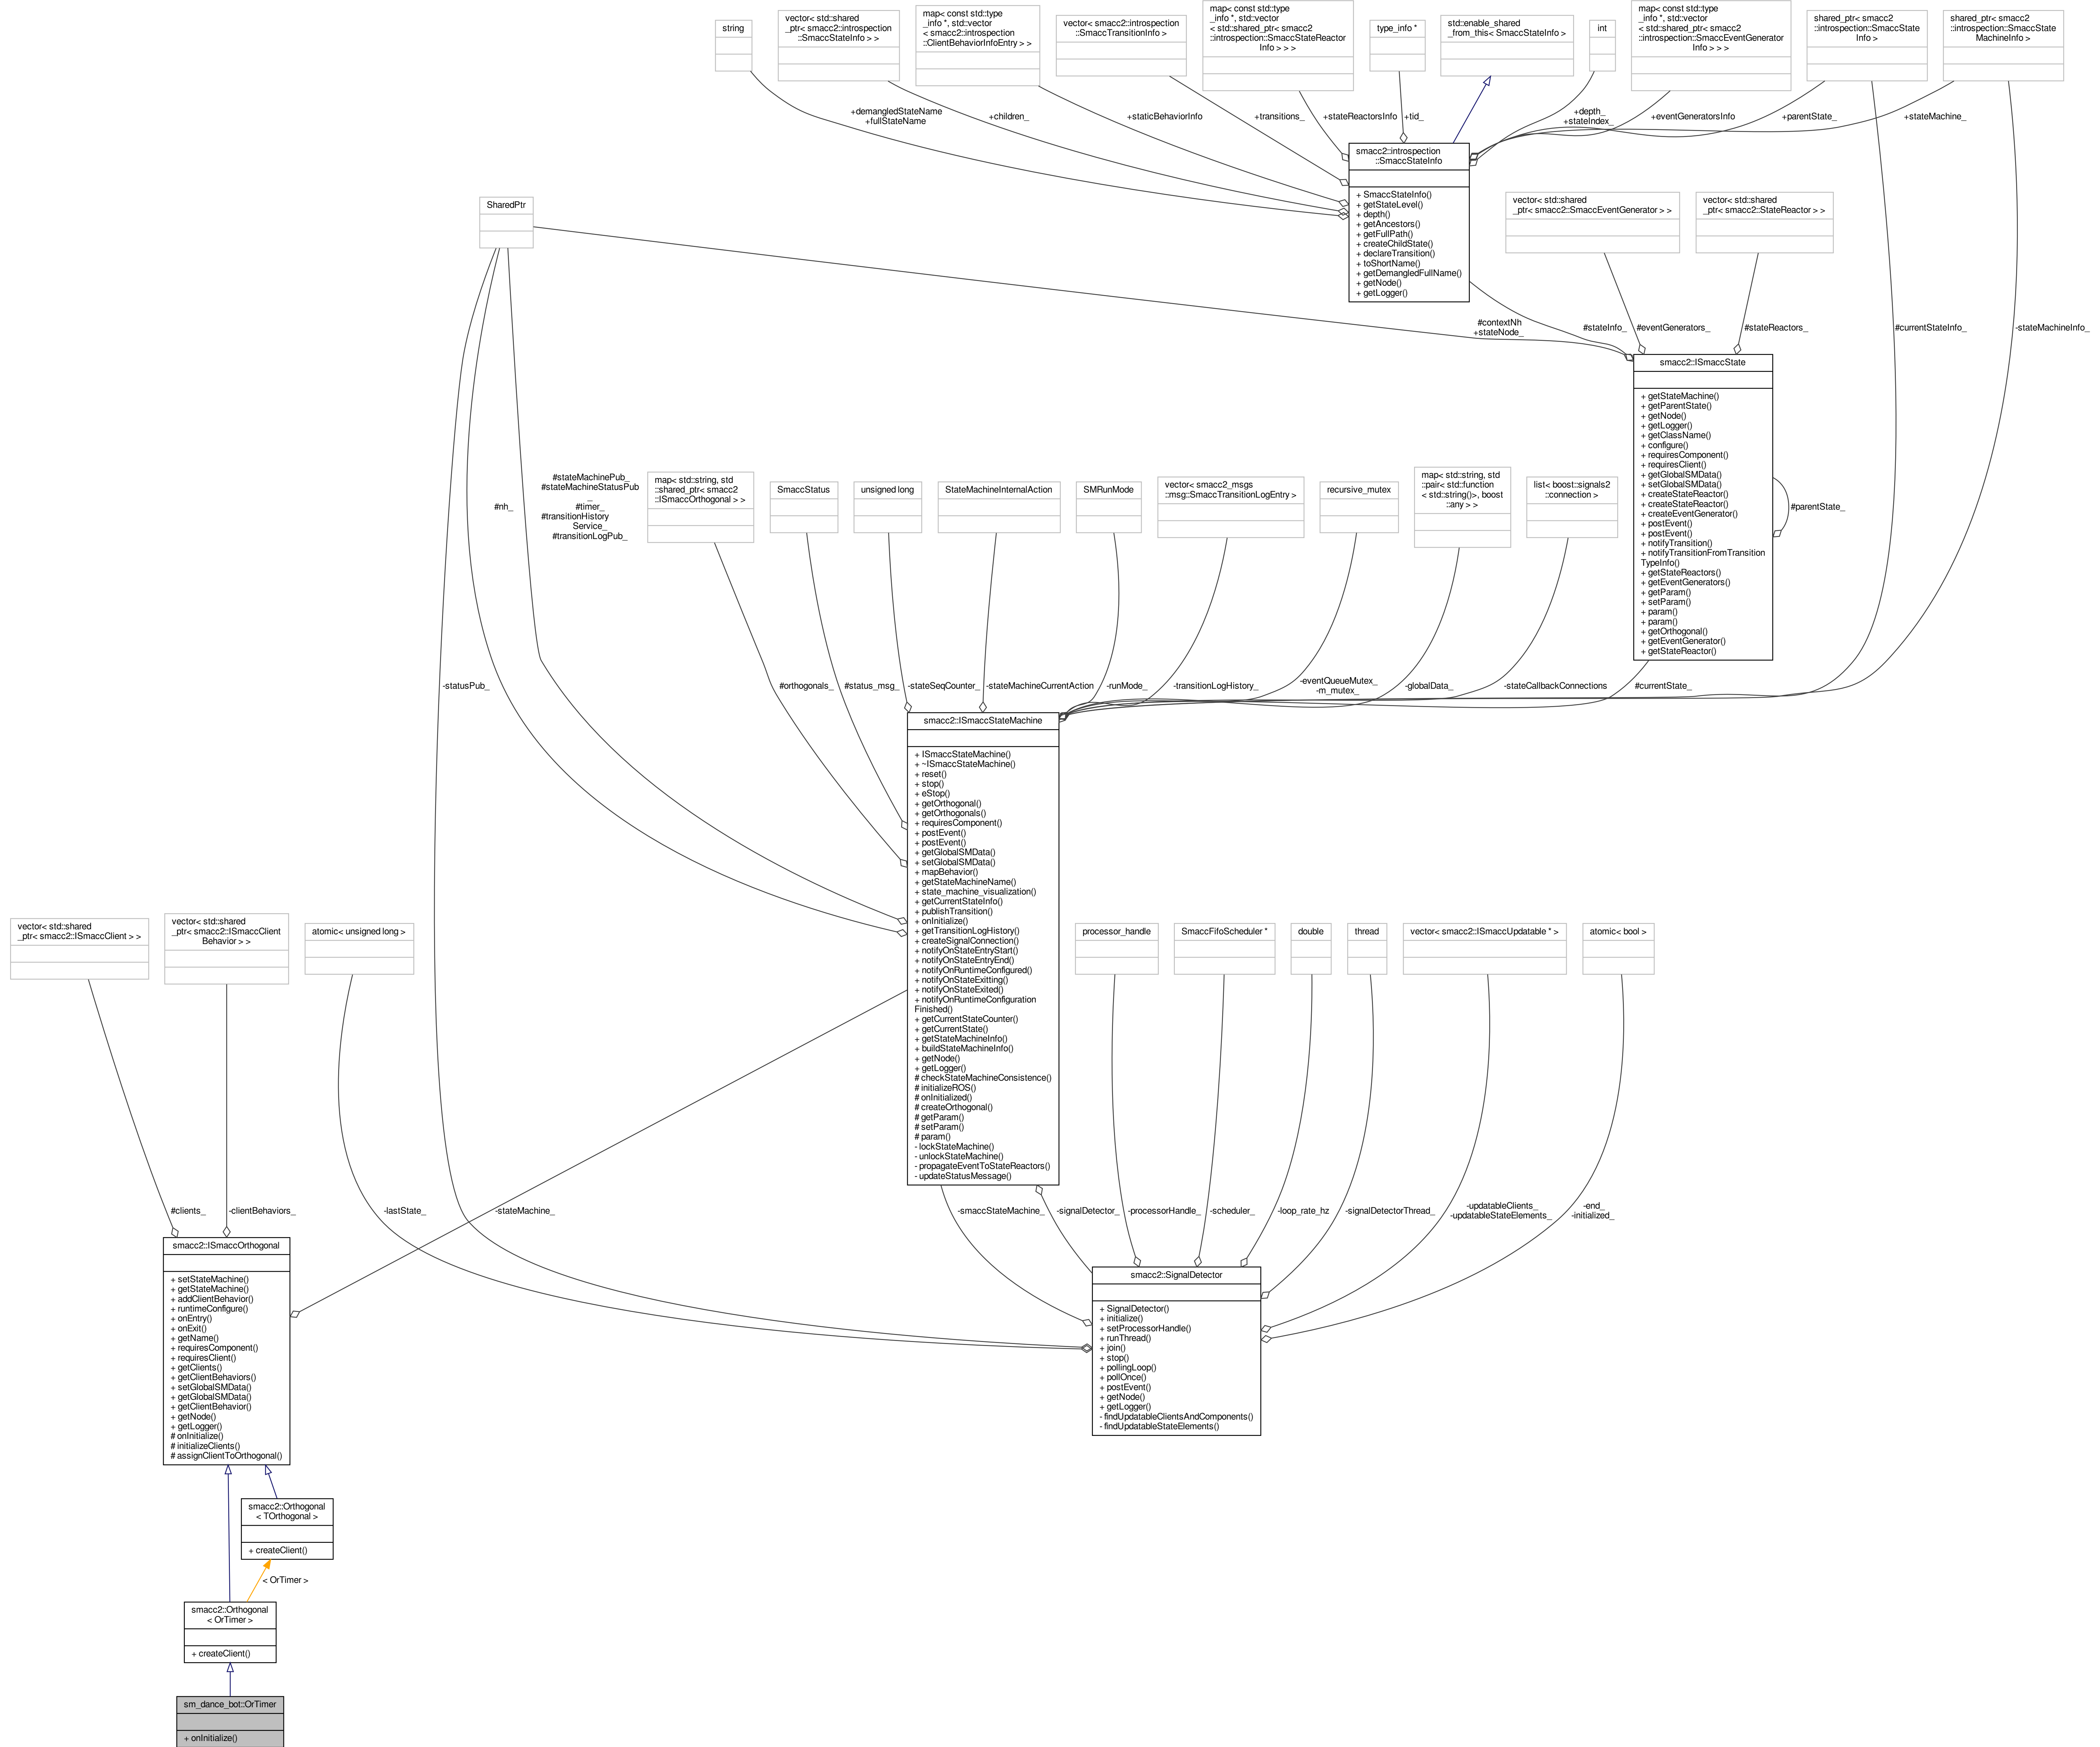 string
vector< std::shared
_ptr< smacc2::introspection
::SmaccStateInfo > >
map< const std::type
_info *, std::vector
< smacc2::introspection
::ClientBehaviorInfoEntry > >
vector< smacc2::introspection
::SmaccTransitionInfo >
map< const std::type
_info *, std::vector
< std::shared_ptr< smacc2
::introspection::SmaccStateReactor
Info > > >
type_info *
std::enable_shared
_from_this< SmaccStateInfo >
int
map< const std::type
_info *, std::vector
< std::shared_ptr< smacc2
::introspection::SmaccEventGenerator
Info > > >
shared_ptr< smacc2
::introspection::SmaccState
Info >
shared_ptr< smacc2
::introspection::SmaccState
MachineInfo >
+demangledStateName
+fullStateName
+children_
+staticBehaviorInfo
+transitions_
+stateReactorsInfo
+tid_
+depth_
+stateIndex_
+eventGeneratorsInfo
+parentState_
+stateMachine_
smacc2::introspection
::SmaccStateInfo
+ SmaccStateInfo()
+ getStateLevel()
+ depth()
+ getAncestors()
+ getFullPath()
+ createChildState()
+ declareTransition()
+ toShortName()
+ getDemangledFullName()
+ getNode()
+ getLogger()
SharedPtr
vector< std::shared
_ptr< smacc2::SmaccEventGenerator > >
vector< std::shared
_ptr< smacc2::StateReactor > >
#contextNh
+stateNode_
#stateInfo_
#eventGenerators_
#stateReactors_
#currentStateInfo_
-stateMachineInfo_
smacc2::ISmaccState
+ getStateMachine()
+ getParentState()
+ getNode()
+ getLogger()
+ getClassName()
+ configure()
+ requiresComponent()
+ requiresClient()
+ getGlobalSMData()
+ setGlobalSMData()
+ createStateReactor()
+ createStateReactor()
+ createEventGenerator()
+ postEvent()
+ postEvent()
+ notifyTransition()
+ notifyTransitionFromTransition
TypeInfo()
+ getStateReactors()
+ getEventGenerators()
+ getParam()
+ setParam()
+ param()
+ param()
+ getOrthogonal()
+ getEventGenerator()
+ getStateReactor()
#parentState_
#nh_
#stateMachinePub_
#stateMachineStatusPub
_
#timer_
#transitionHistory
Service_
#transitionLogPub_
map< std::string, std
::shared_ptr< smacc2
::ISmaccOrthogonal > >
SmaccStatus
unsigned long
StateMachineInternalAction
SMRunMode
vector< smacc2_msgs
::msg::SmaccTransitionLogEntry >
recursive_mutex
map< std::string, std
::pair< std::function
< std::string()>, boost
::any > >
list< boost::signals2
::connection >
-statusPub_
#orthogonals_
#status_msg_
-stateSeqCounter_
-stateMachineCurrentAction
-runMode_
-transitionLogHistory_
-eventQueueMutex_
-m_mutex_
-globalData_
-stateCallbackConnections
#currentState_
smacc2::ISmaccStateMachine
+ ISmaccStateMachine()
+ ~ISmaccStateMachine()
+ reset()
+ stop()
+ eStop()
+ getOrthogonal()
+ getOrthogonals()
+ requiresComponent()
+ postEvent()
+ postEvent()
+ getGlobalSMData()
+ setGlobalSMData()
+ mapBehavior()
+ getStateMachineName()
+ state_machine_visualization()
+ getCurrentStateInfo()
+ publishTransition()
+ onInitialize()
+ getTransitionLogHistory()
+ createSignalConnection()
+ notifyOnStateEntryStart()
+ notifyOnStateEntryEnd()
+ notifyOnRuntimeConfigured()
+ notifyOnStateExitting()
+ notifyOnStateExited()
+ notifyOnRuntimeConfiguration
Finished()
+ getCurrentStateCounter()
+ getCurrentState()
+ getStateMachineInfo()
+ buildStateMachineInfo()
+ getNode()
+ getLogger()
# checkStateMachineConsistence()
# initializeROS()
# onInitialized()
# createOrthogonal()
# getParam()
# setParam()
# param()
- lockStateMachine()
- unlockStateMachine()
- propagateEventToStateReactors()
- updateStatusMessage()
vector< std::shared
_ptr< smacc2::ISmaccClient > >
vector< std::shared
_ptr< smacc2::ISmaccClient
Behavior > >
atomic< unsigned long >
processor_handle
SmaccFifoScheduler *
double
thread
vector< smacc2::ISmaccUpdatable * >
atomic< bool >
#clients_
-clientBehaviors_
-lastState_
-stateMachine_
-smaccStateMachine_
-signalDetector_
-processorHandle_
-scheduler_
-loop_rate_hz
-signalDetectorThread_
-updatableClients_
-updatableStateElements_
-end_
-initialized_
smacc2::ISmaccOrthogonal
+ setStateMachine()
+ getStateMachine()
+ addClientBehavior()
+ runtimeConfigure()
+ onEntry()
+ onExit()
+ getName()
+ requiresComponent()
+ requiresClient()
+ getClients()
+ getClientBehaviors()
+ setGlobalSMData()
+ getGlobalSMData()
+ getClientBehavior()
+ getNode()
+ getLogger()
# onInitialize()
# initializeClients()
# assignClientToOrthogonal()
smacc2::SignalDetector
+ SignalDetector()
+ initialize()
+ setProcessorHandle()
+ runThread()
+ join()
+ stop()
+ pollingLoop()
+ pollOnce()
+ postEvent()
+ getNode()
+ getLogger()
- findUpdatableClientsAndComponents()
- findUpdatableStateElements()
smacc2::Orthogonal
< TOrthogonal >
+ createClient()
< OrTimer >
smacc2::Orthogonal
< OrTimer >
+ createClient()
sm_dance_bot::OrTimer
+ onInitialize()